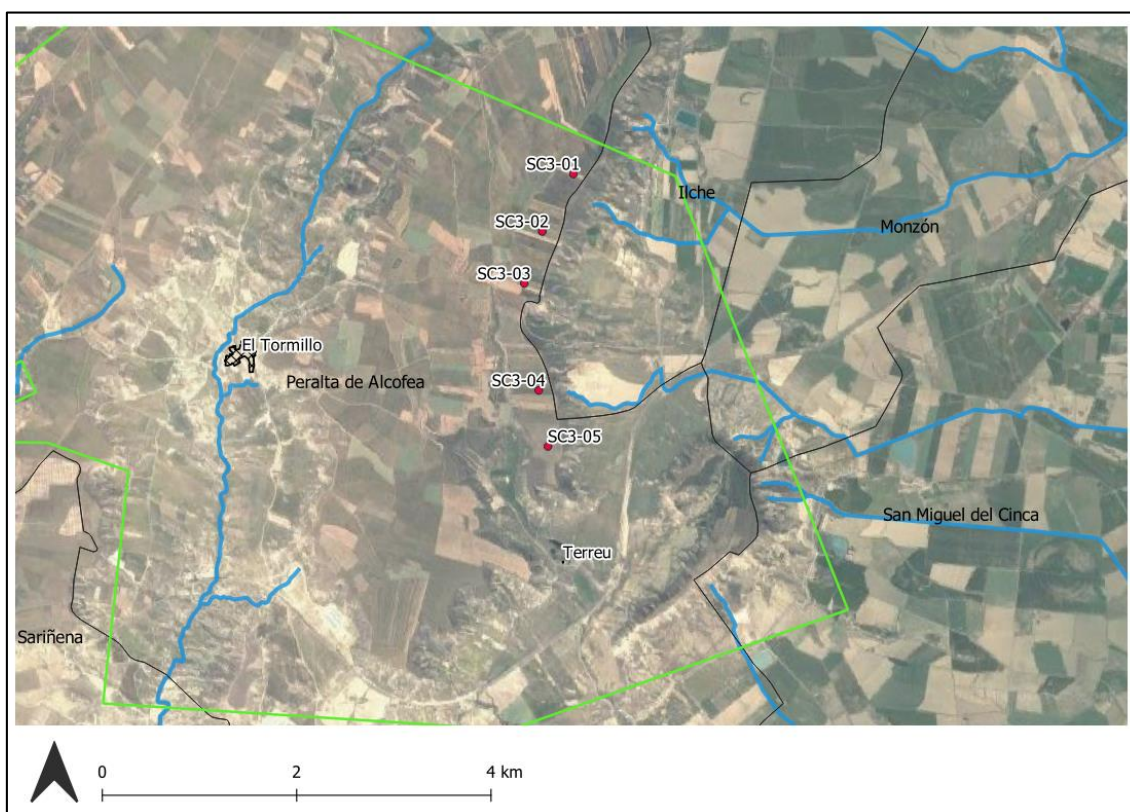 SC3-01
Ilche
SC3-02
Monzón
SC3-03
El Tormillo
Peralta de Alcofea
SC3-04
SC3-05
San Miguel del Cinca
Terreu
Sariñena
0 2 4 km